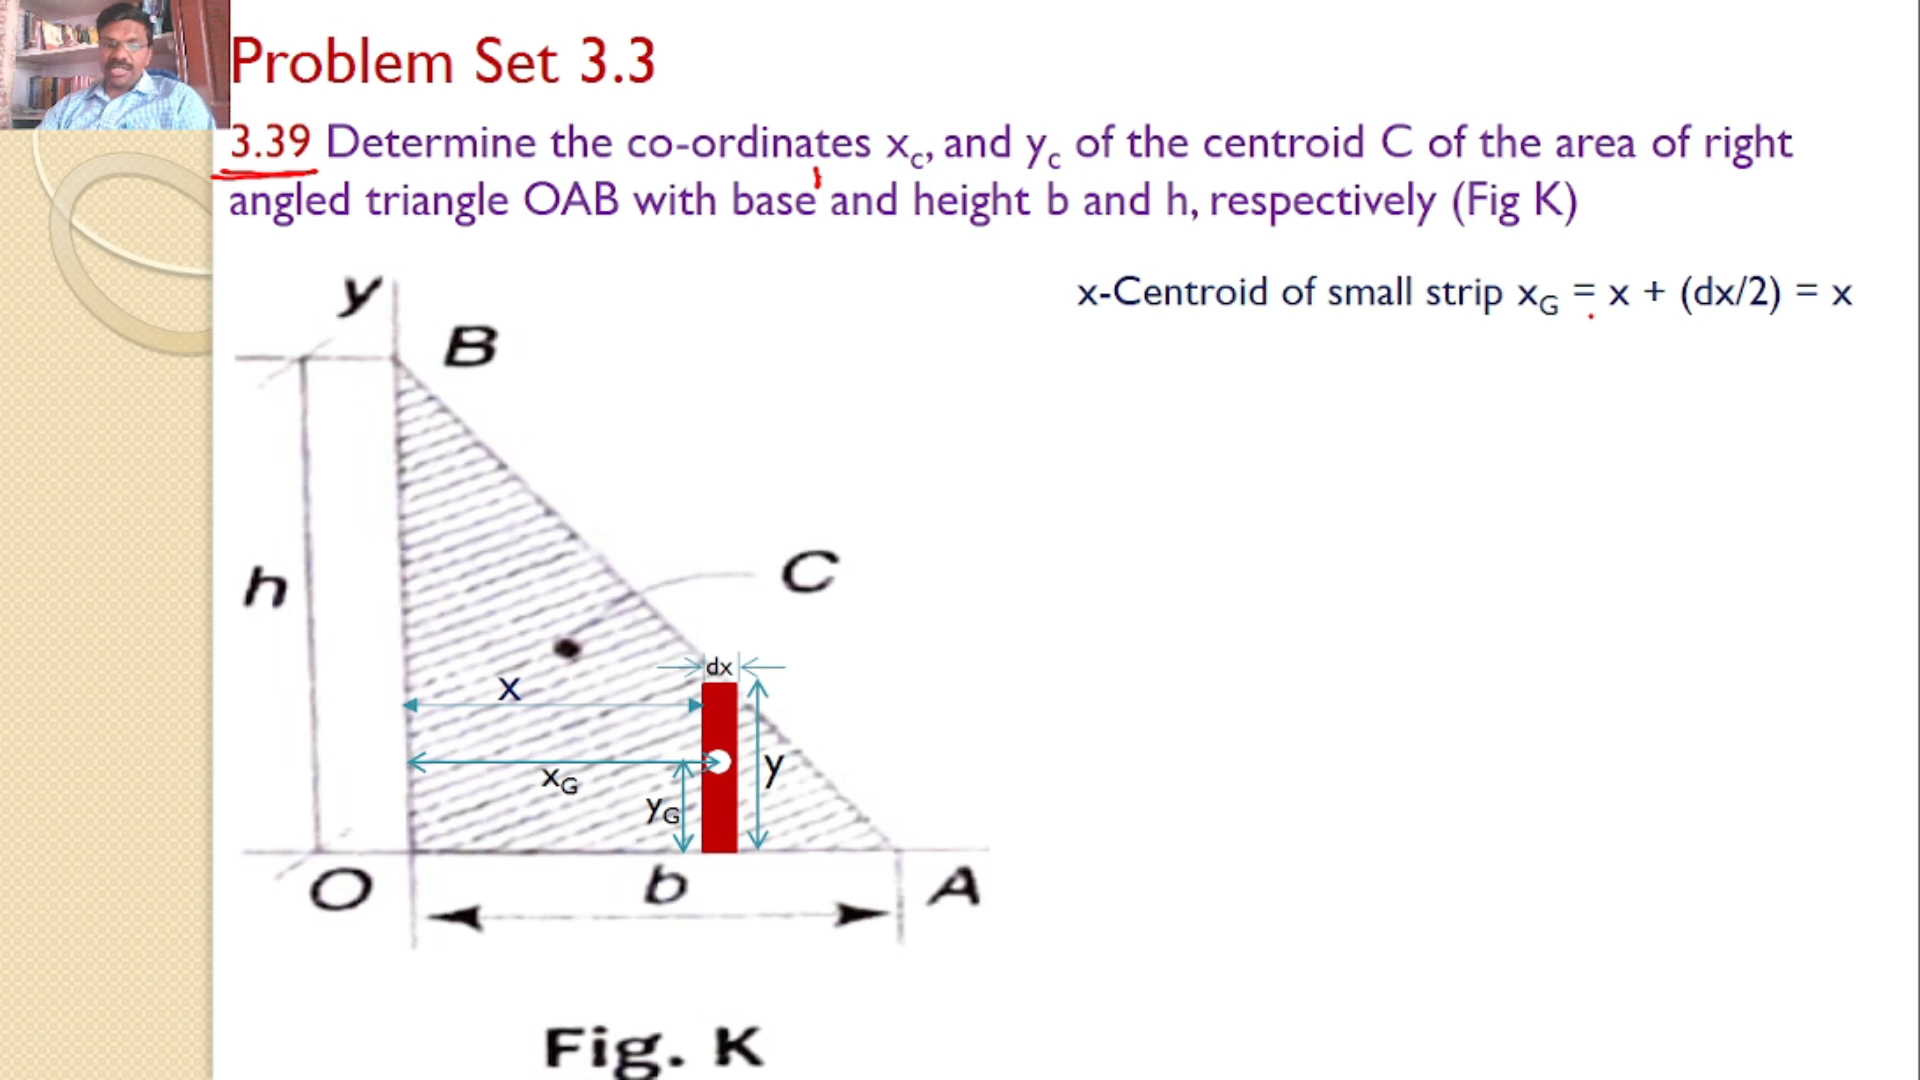 Problem Set 3.3
3.39 Determine the co-ordinates xc, and yc of the centroid C of the area of right
angled triangle OAB with base and height b and h, respectively (Fig K)
x-Centroid of small strip xG = x + (dx/2) = x
y
B
h
C
dx
x
xG
y
yG
O
b
A
Fig. K